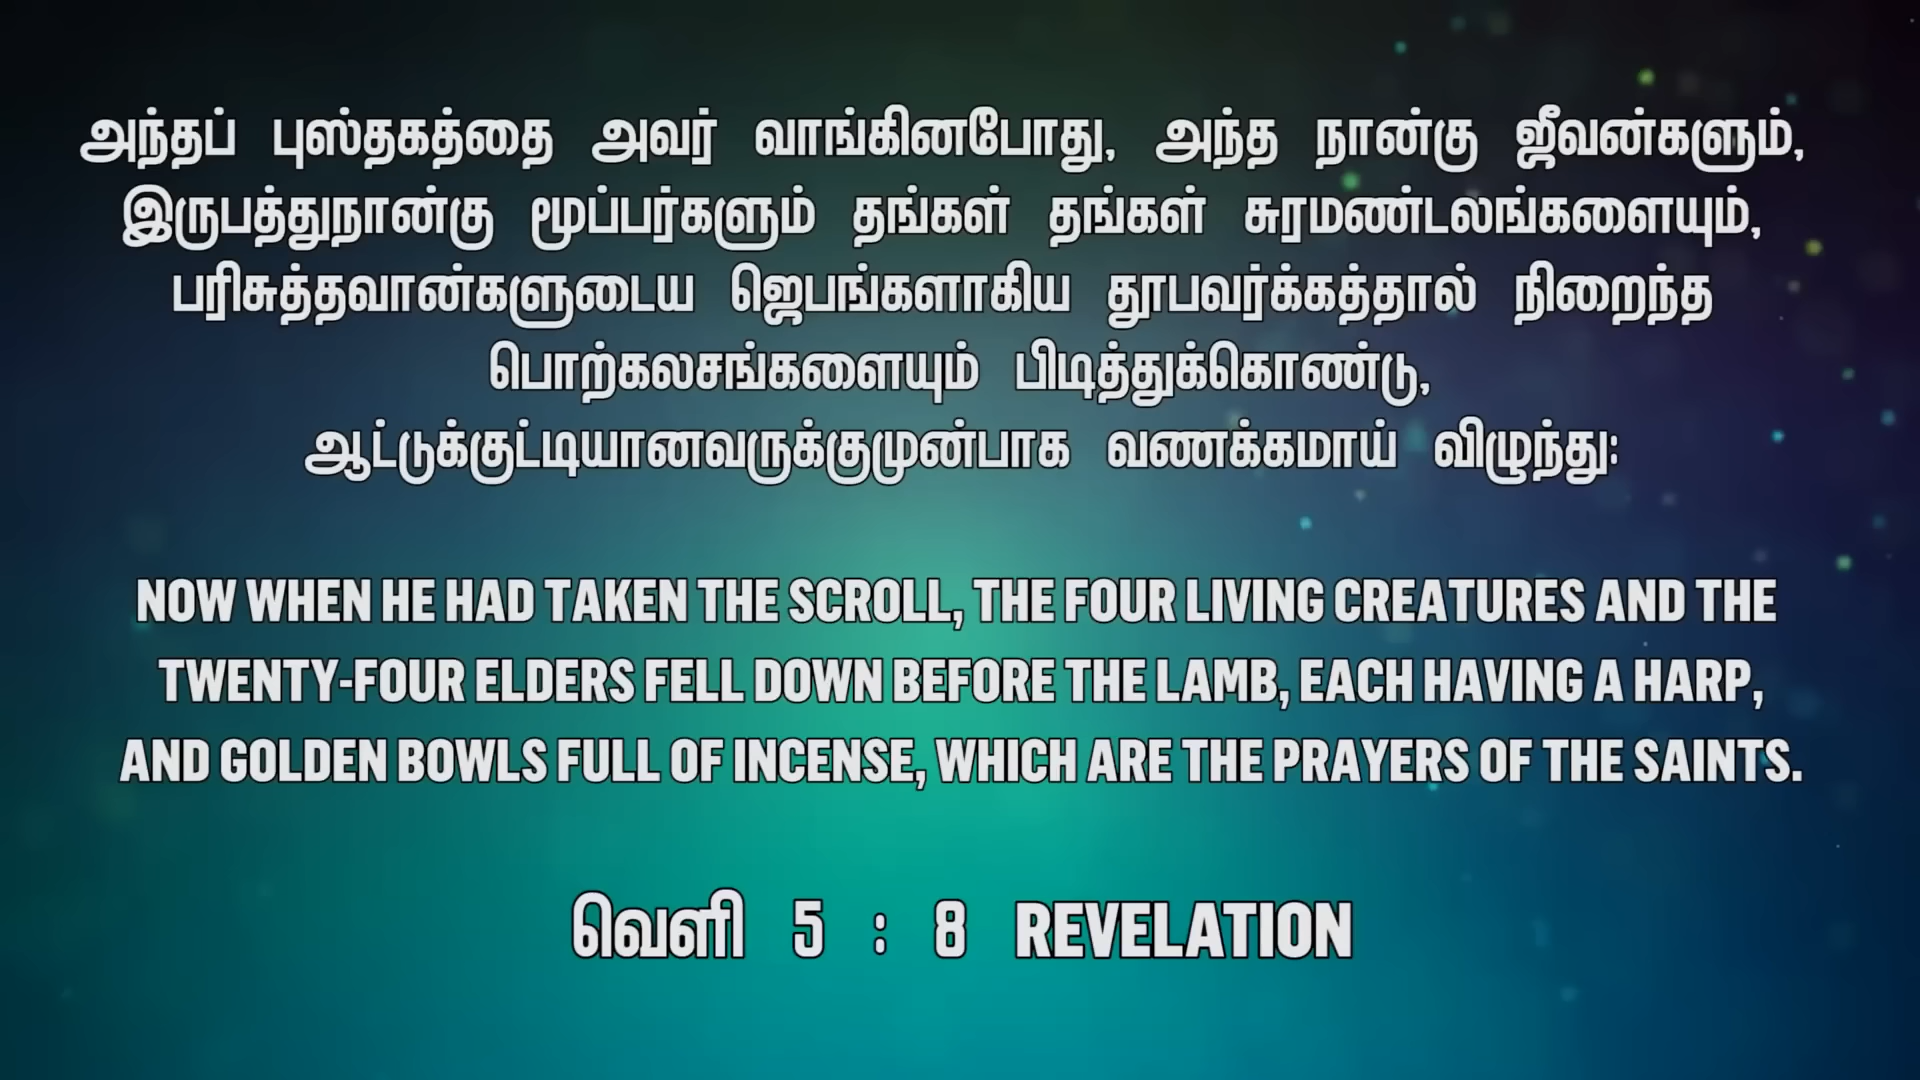 அந்தப் புஸ்தகத்தை அவர் வாங்கினபோது, அந்த நான்கு ஜீவன்களும்,
இருபத்துநான்கு மூப்பர்களும் தங்கள் தங்கள் சுரமண்டலங்களையும்,
பரிசுத்தவான்களுடைய ஜெபங்களாகிய தூபவர்க்கத்தால் நிறைந்த
பொற்கலசங்களையும் பிடித்துக்கொண்டு,
ஆட்டுக்குட்டியானவருக்குமுன்பாக வணக்கமாய் விழுந்து:
NOW WHEN HE HAD TAKEN THE SCROLL, THE FOUR LIVING CREATURES AND THE
TWENTY-FOUR ELDERS FELL DOWN BEFORE THE LAMB, EACH HAVING A HARP,
AND GOLDEN BOWLS FULL OF INCENSE, WHICH ARE THE PRAYERS OF THE SAINTS.
வெளி 5 : 8 REVELATION